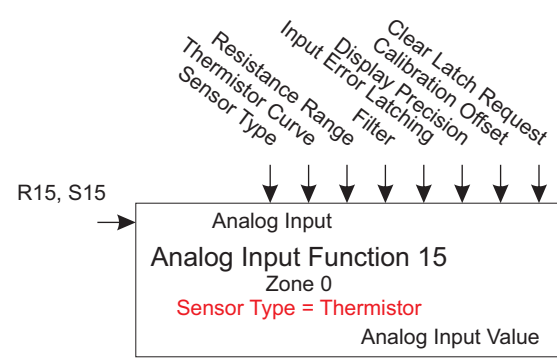 Sensor Type
Thermistor Curve
Resistance Range
Filter
Input Error Latching
Display Precision
Calibration Offset
Clear Latch Request
R15, S15
Analog Input
Analog Input Function 15
Zone 0
Sensor Type = Thermistor
Analog Input Value